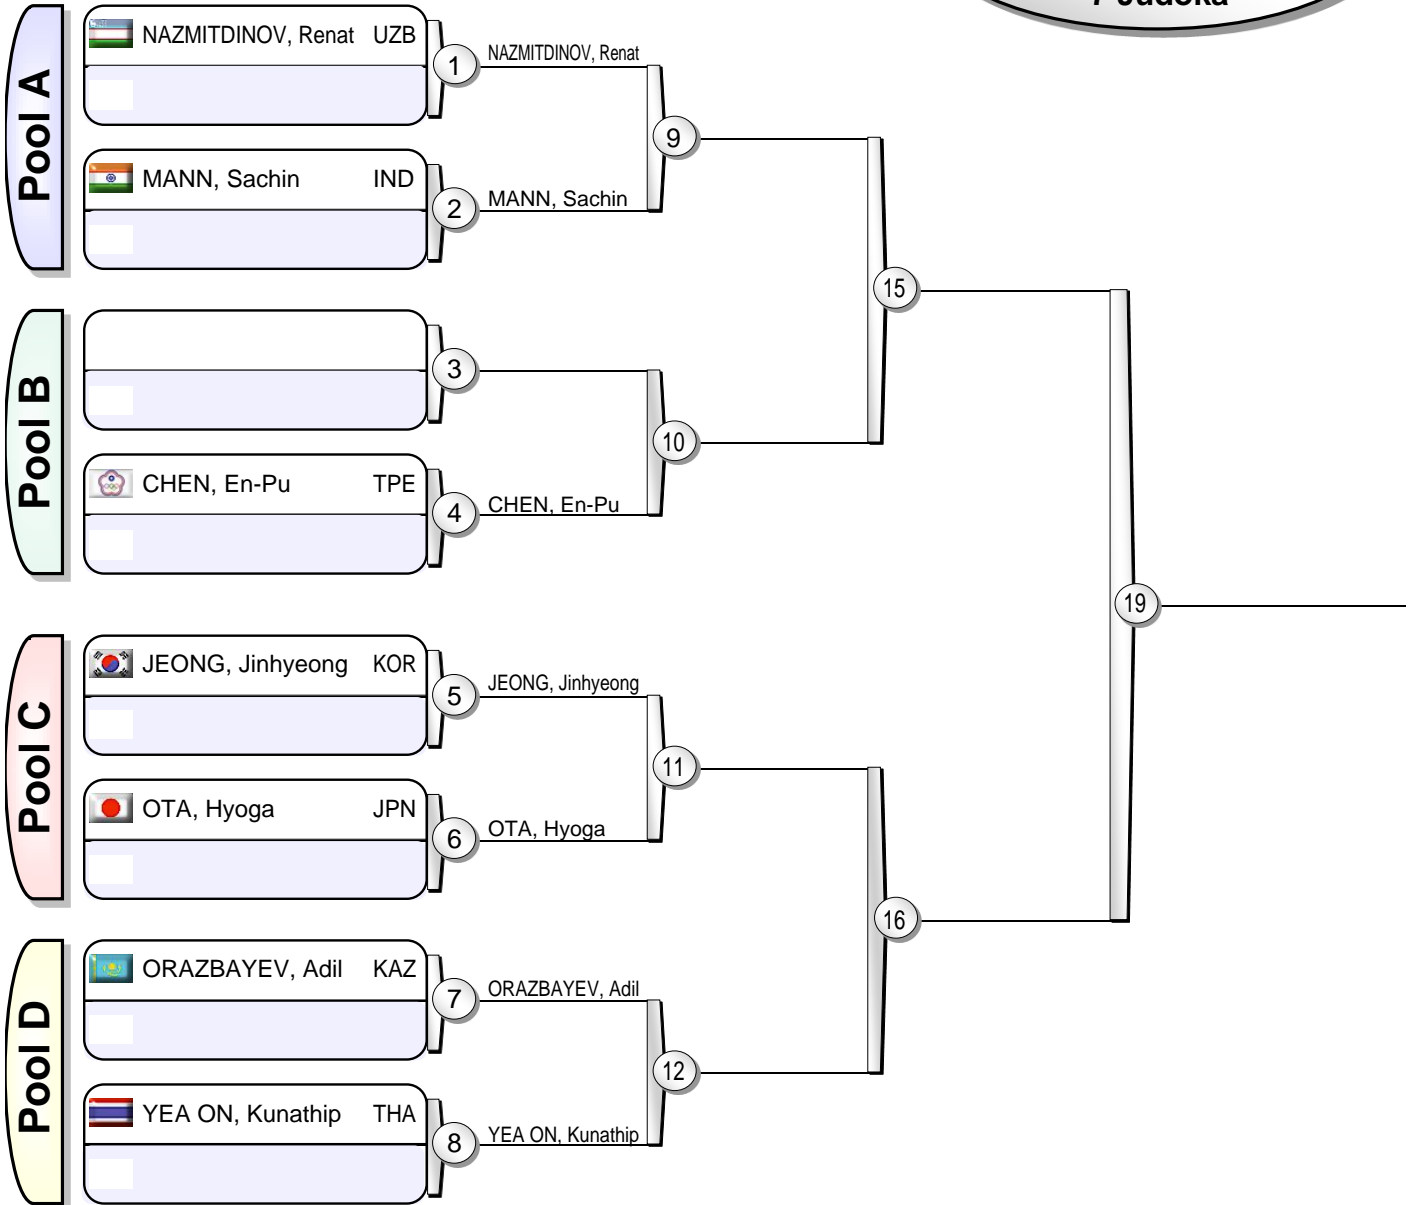 7 Judoka
Pool A
NAZMITDINOV, Renat UZB
1
NAZMITDINOV, Renat
9
MANN, Sachin IND
2
MANN, Sachin
15
Pool B
3
10
CHEN, En-Pu TPE
4
CHEN, En-Pu
19
Pool C
JEONG, Jinhyeong KOR
5
JEONG, Jinhyeong
11
OTA, Hyoga JPN
6
OTA, Hyoga
16
Pool D
ORAZBAYEV, Adil KAZ
7
ORAZBAYEV, Adil
12
YEA ON, Kunathip THA
8
YEA ON, Kunathip